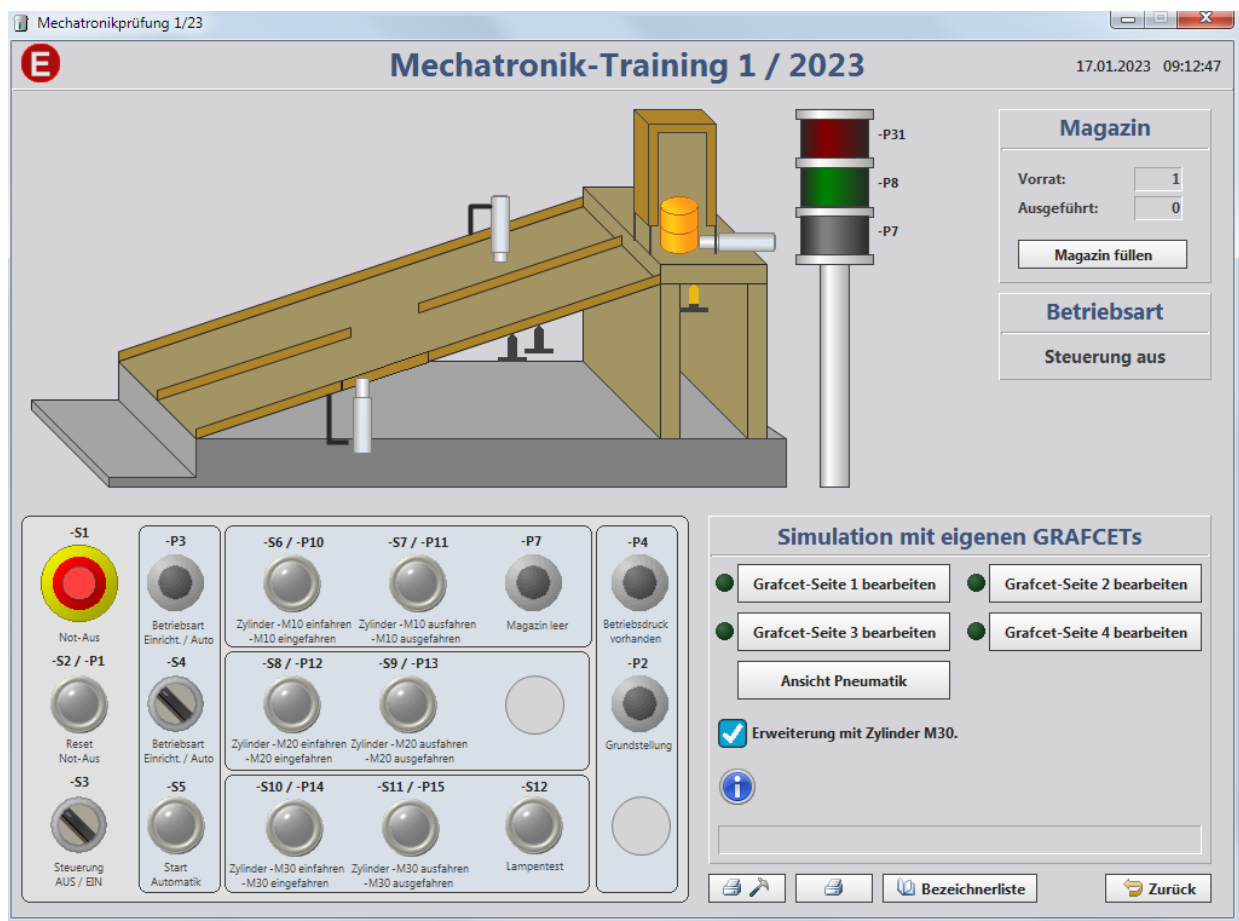 Mechatronikprüfung 1/23
E
Mechatronik-Training 1 / 2023
17.01.2023 09:12:47
-P31
-P8
-P7
Magazin
Vorrat: 1
Ausgeführt: 0
Magazin füllen
Betriebsart
Steuerung aus
-S1
Not-Aus
-S2 / -P1
Reset
Not-Aus
-S3
Steuerung
AUS / EIN
-P3
Betriebsart
Einricht. / Auto
-S4
Betriebsart
Einricht. / Auto
-S5
Start
Automatik
-S6 / -P10
Zylinder -M10 einfahren
-M10 eingefahren
-S7 / -P11
Zylinder -M10 ausfahren
-M10 ausgefahren
-P7
Magazin leer
-S8 / -P12
Zylinder -M20 einfahren
-M20 eingefahren
-S9 / -P13
Zylinder -M20 ausfahren
-M20 ausgefahren
-S10 / -P14
Zylinder -M30 einfahren
-M30 eingefahren
-S11 / -P15
Zylinder -M30 ausfahren
-M30 ausgefahren
-S12
Lampentest
-P4
Betriebsdruck
vorhanden
-P2
Grundstellung
Simulation mit eigenen GRAFCETs
Grafcet-Seite 1 bearbeiten
Grafcet-Seite 2 bearbeiten
Grafcet-Seite 3 bearbeiten
Grafcet-Seite 4 bearbeiten
Ansicht Pneumatik
Erweiterung mit Zylinder M30.
Bezeichnerliste
Zurück